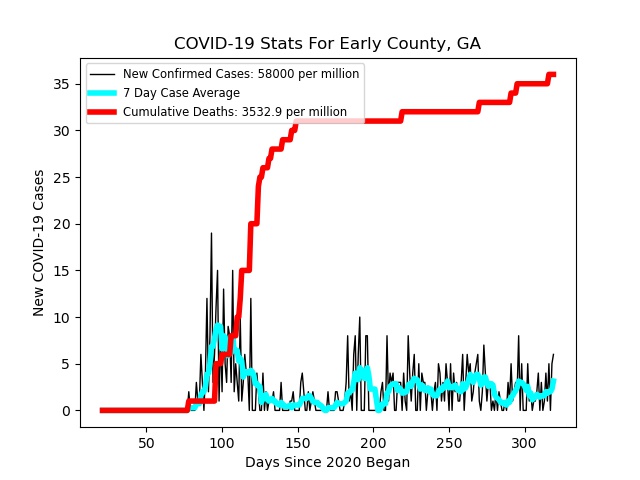 COVID-19 Stats For Early County, GA
New Confirmed Cases: 58000 per million
7 Day Case Average
Cumulative Deaths: 3532.9 per million
New COVID-19 Cases
35
30
25
20
15
10
5
0
50 100 150 200 250 300
Days Since 2020 Began